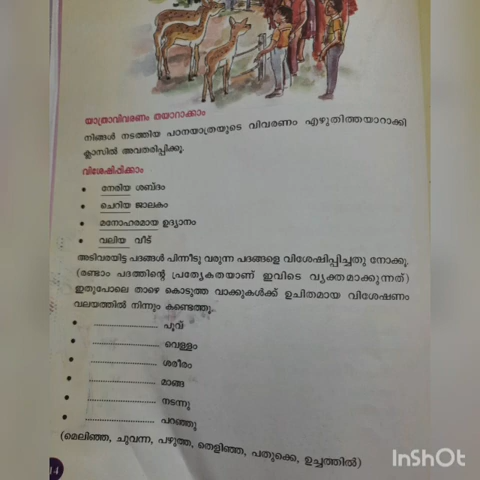 യാത്രാവിവരണം തയാറാക്കാം
നിങ്ങൾ നടത്തിയ പഠനയാത്രയുടെ വിവരണം എഴുതിത്തയാറാക്കി
ക്ലാസിൽ അവതരിപ്പിക്കൂ.
വിശേഷിപ്പിക്കാം
• നേരിയ ശബ്ദം
• ചെറിയ ജാലകം
• മനോഹരമായ ഉദ്യാനം
• വലിയ വീട്
അടിവരയിട്ട പദങ്ങൾ പിന്നീടു വരുന്ന പദങ്ങളെ വിശേഷിപ്പിച്ചതു നോക്കൂ.
(രണ്ടാം പദത്തിന്റെ പ്രത്യേകതയാണ് ഇവിടെ വ്യക്തമാക്കുന്നത്)
ഇതുപോലെ താഴെ കൊടുത്ത വാക്കുകൾക്ക് ഉചിതമായ വിശേഷണം
വലയത്തിൽ നിന്നും കണ്ടെത്തൂ.
• ........................ പൂവ്
• ........................ വെള്ളം
• ........................ ശരീരം
• ........................ മാങ്ങ
• ........................ നടന്നു
• ........................ പറഞ്ഞു
(മെലിഞ്ഞ, ചുവന്ന, പഴുത്ത, തെളിഞ്ഞ, പതുക്കെ, ഉച്ചത്തിൽ)
14
InShOt